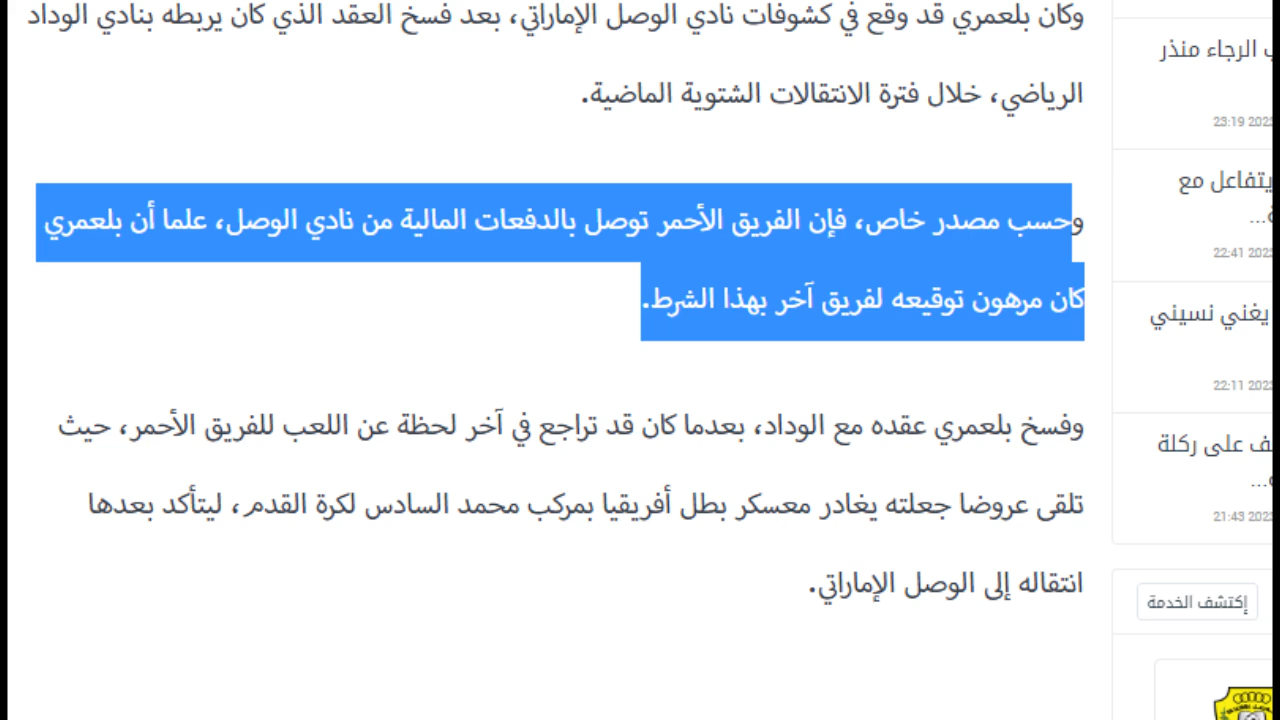 وكان بلعمري قد وقع في كشوفات نادي الوصل الإماراتي، بعد فسخ العقد الذي كان يربطه بنادي الوداد
الرياضي، خلال فترة الانتقالات الشتوية الماضية.
وحسب مصدر خاص، فإن الفريق الأحمر توصل بالدفعات المالية من نادي الوصل، علما أن بلعمري
كان مرهون توقيعه لفريق آخر بهذا الشرط.
وفسخ بلعمري عقده مع الوداد، بعدما كان قد تراجع في آخر لحظة عن اللعب للفريق الأحمر، حيث
تلقى عروضا جعلته يغادر معسكر بطل أفريقيا بمركب محمد السادس لكرة القدم، ليتأكد بعدها
انتقاله إلى الوصل الإماراتي.
الرجاء منذر
23:19
يتفاعل مع
...
22:41
يغني نسيني
22:11
على ركلة
...
21:43
إكتشف الخدمة